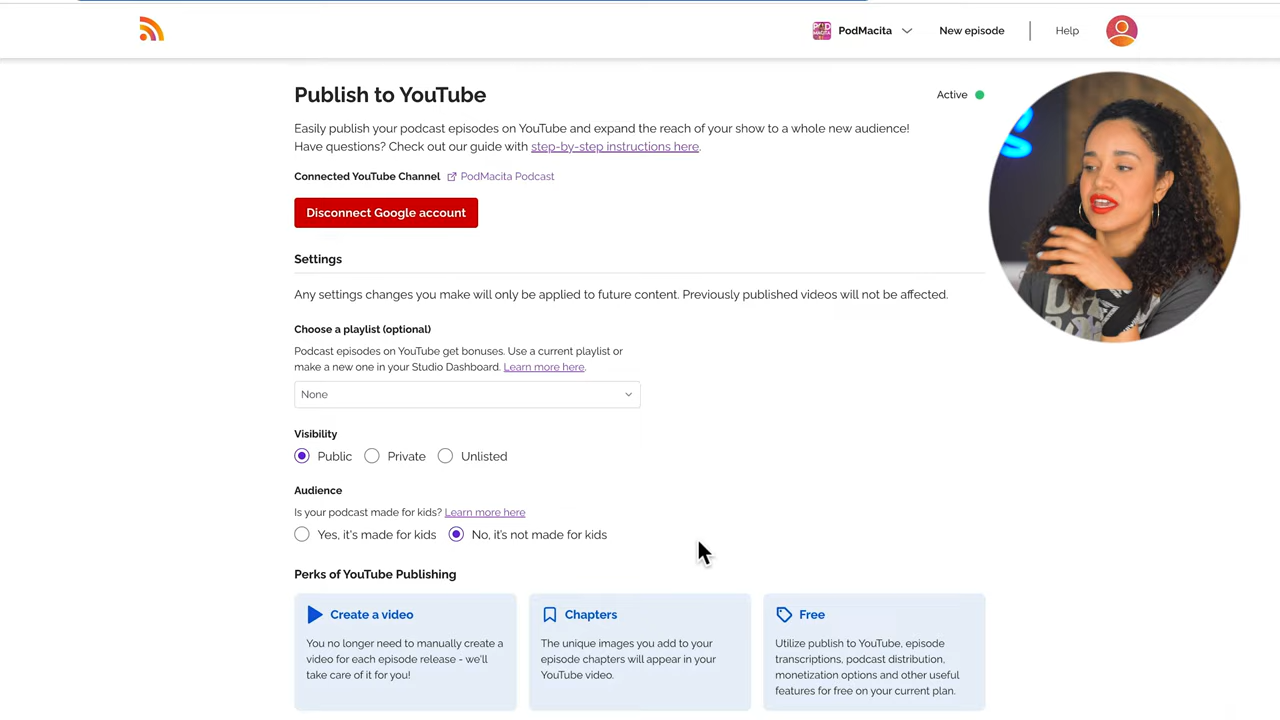 PodMacita
New episode
Help
Publish to YouTube
Active
Easily publish your podcast episodes on YouTube and expand the reach of your show to a whole new audience!
Have questions? Check out our guide with step-by-step instructions here.
Connected YouTube Channel
PodMacita Podcast
Disconnect Google account
Settings
Any settings changes you make will only be applied to future content. Previously published videos will not be affected.
Choose a playlist (optional)
Podcast episodes on YouTube get bonuses. Use a current playlist or
make a new one in your Studio Dashboard. Learn more here.
None
Visibility
Public
Private
Unlisted
Audience
Is your podcast made for kids? Learn more here
Yes, it's made for kids
No, it's not made for kids
Perks of YouTube Publishing
Create a video
You no longer need to manually create a
video for each episode release - we'll
take care of it for you!
Chapters
The unique images you add to your
episode chapters will appear in your
YouTube video.
Free
Utilize publish to YouTube, episode
transcriptions, podcast distribution,
monetization options and other useful
features for free on your current plan.